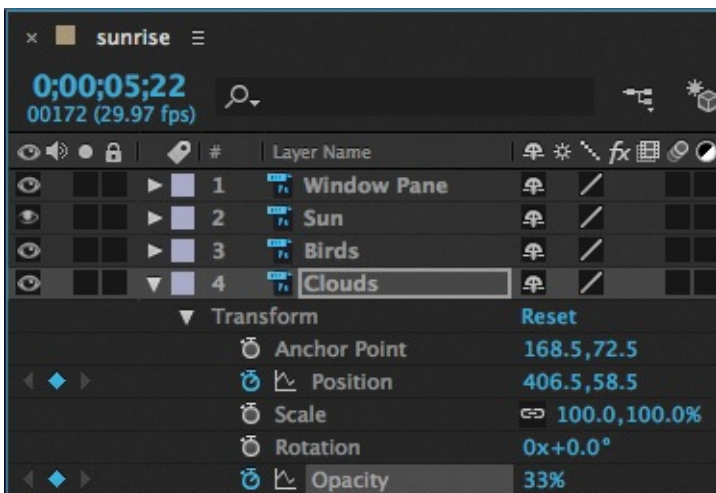 sunrise
0;00;05;22
00172 (29.97 fps)
# Layer Name fx
1 Window Pane
2 Sun
3 Birds
4 Clouds
Transform Reset
Anchor Point 168.5,72.5
Position 406.5,58.5
Scale 100.0,100.0%
Rotation 0x+0.0°
Opacity 33%